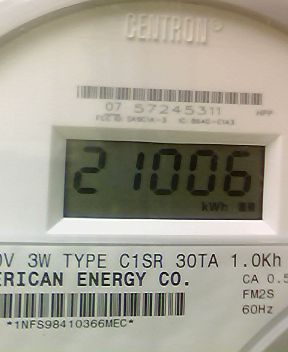 CENTRON®
07 57245311 HPP
21006
kWh
V 3W TYPE C1SR 30TA 1.0Kh
ERICAN ENERGY CO. CA 0.5
FM2S
60Hz
*1NFS98410366MEC*